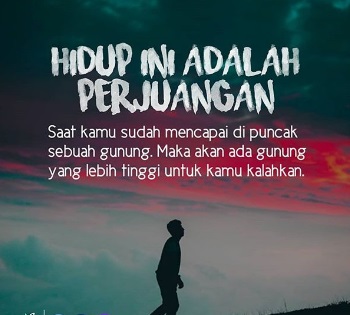 HIDUP INI ADALAH
PERJUANGAN
Saat kamu sudah mencapai di puncak
sebuah gunung. Maka akan ada gunung
yang lebih tinggi untuk kamu kalahkan.